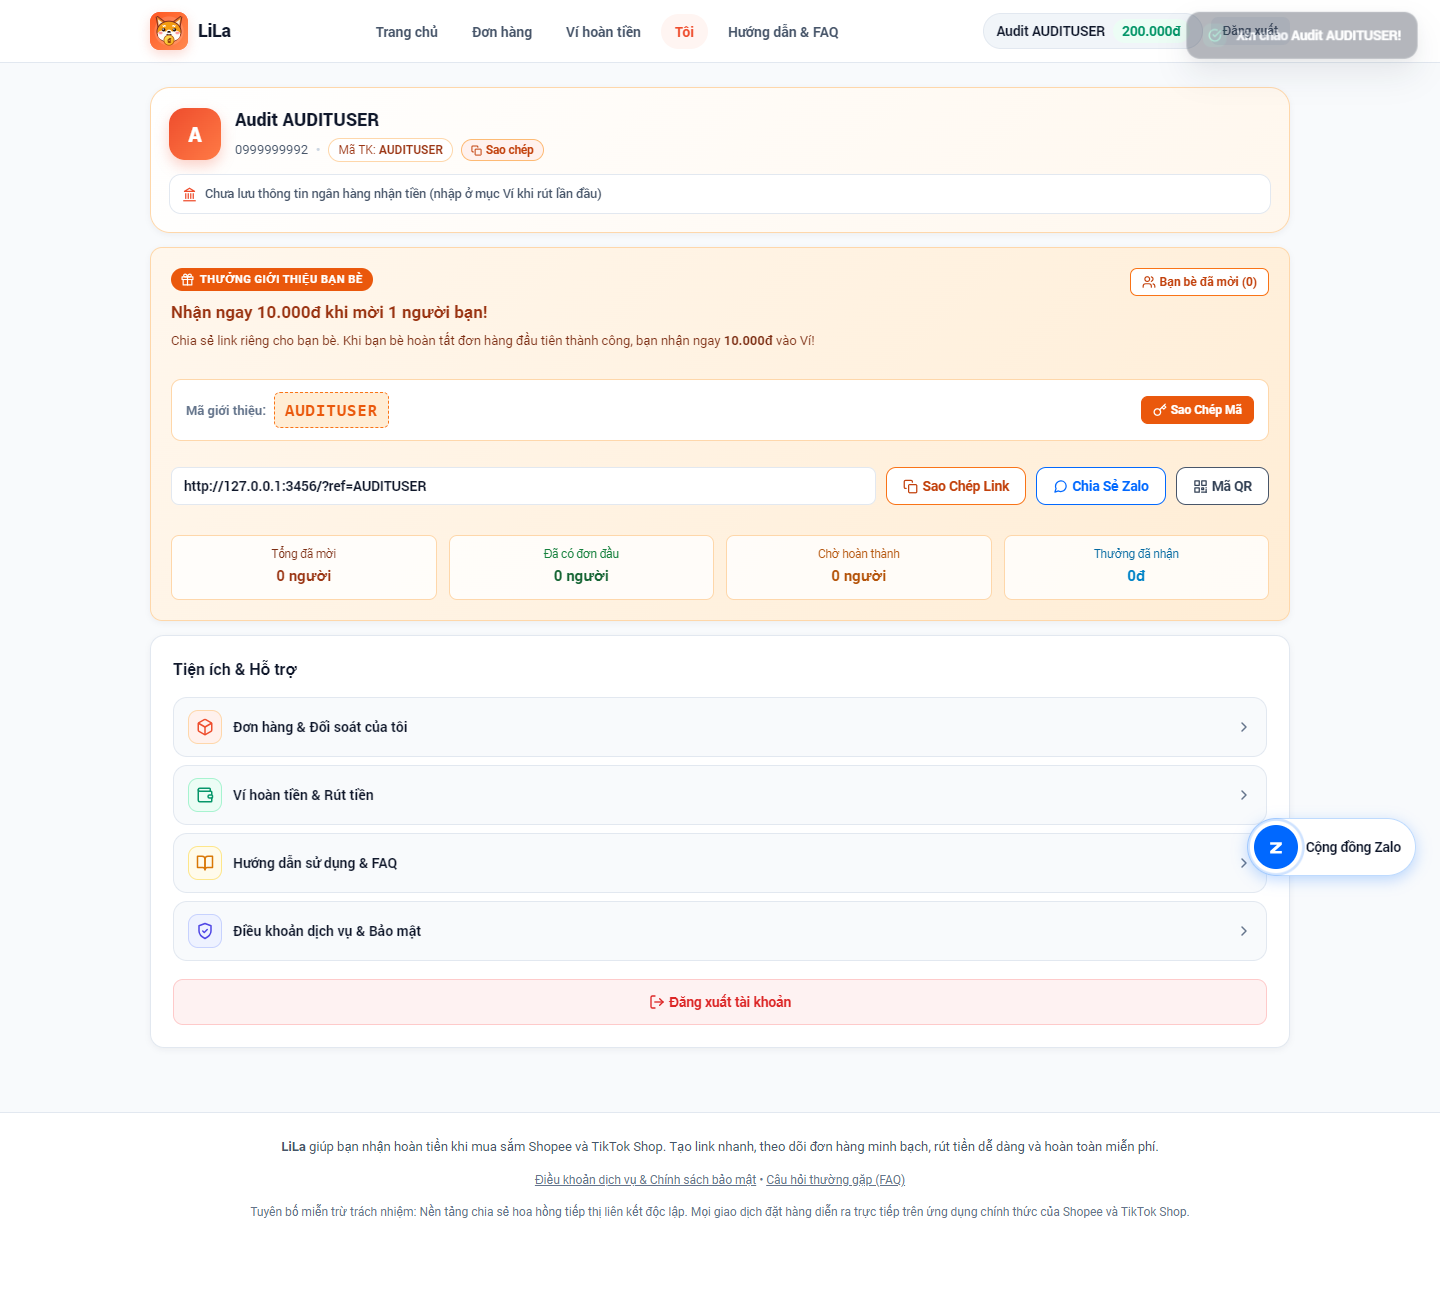 LiLa
Trang chủ
Đơn hàng
Ví hoàn tiền
Tôi
Hướng dẫn & FAQ
Audit AUDITUSER 200.000đ
Đăng xuất
Xin chào Audit AUDITUSER!
A
Audit AUDITUSER
0999999992 • Mã TK: AUDITUSER Sao chép
Chưa lưu thông tin ngân hàng nhận tiền (nhập ở mục Ví khi rút lần đầu)
THƯỞNG GIỚI THIỆU BẠN BÈ
Bạn bè đã mời (0)
Nhận ngay 10.000đ khi mời 1 người bạn!
Chia sẻ link riêng cho bạn bè. Khi bạn bè hoàn tất đơn hàng đầu tiên thành công, bạn nhận ngay 10.000đ vào Ví!
Mã giới thiệu: AUDITUSER
Sao Chép Mã
http://127.0.0.1:3456/?ref=AUDITUSER
Sao Chép Link
Chia Sẻ Zalo
Mã QR
Tổng đã mời
0 người
Đã có đơn đầu
0 người
Chờ hoàn thành
0 người
Thưởng đã nhận
0đ
Tiện ích & Hỗ trợ
Đơn hàng & Đối soát của tôi
Ví hoàn tiền & Rút tiền
Hướng dẫn sử dụng & FAQ
Z
Cộng đồng Zalo
Điều khoản dịch vụ & Bảo mật
Đăng xuất tài khoản
LiLa giúp bạn nhận hoàn tiền khi mua sắm Shopee và TikTok Shop. Tạo link nhanh, theo dõi đơn hàng minh bạch, rút tiền dễ dàng và hoàn toàn miễn phí.
Điều khoản dịch vụ & Chính sách bảo mật • Câu hỏi thường gặp (FAQ)
Tuyên bố miễn trừ trách nhiệm: Nền tảng chia sẻ hoa hồng tiếp thị liên kết độc lập. Mọi giao dịch đặt hàng diễn ra trực tiếp trên ứng dụng chính thức của Shopee và TikTok Shop.